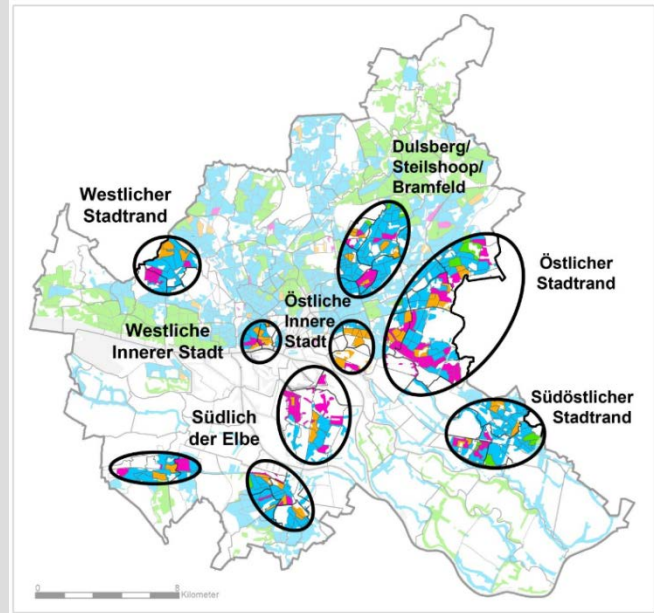 Dulsberg/
Steilshoop/
Bramfeld
Westlicher
Stadtrand
Östlicher
Stadtrand
Östliche
Innere
Stadt
Westliche
Innerer Stadt
Südöstlicher
Stadtrand
Südlich
der Elbe
0 8
Kilometer